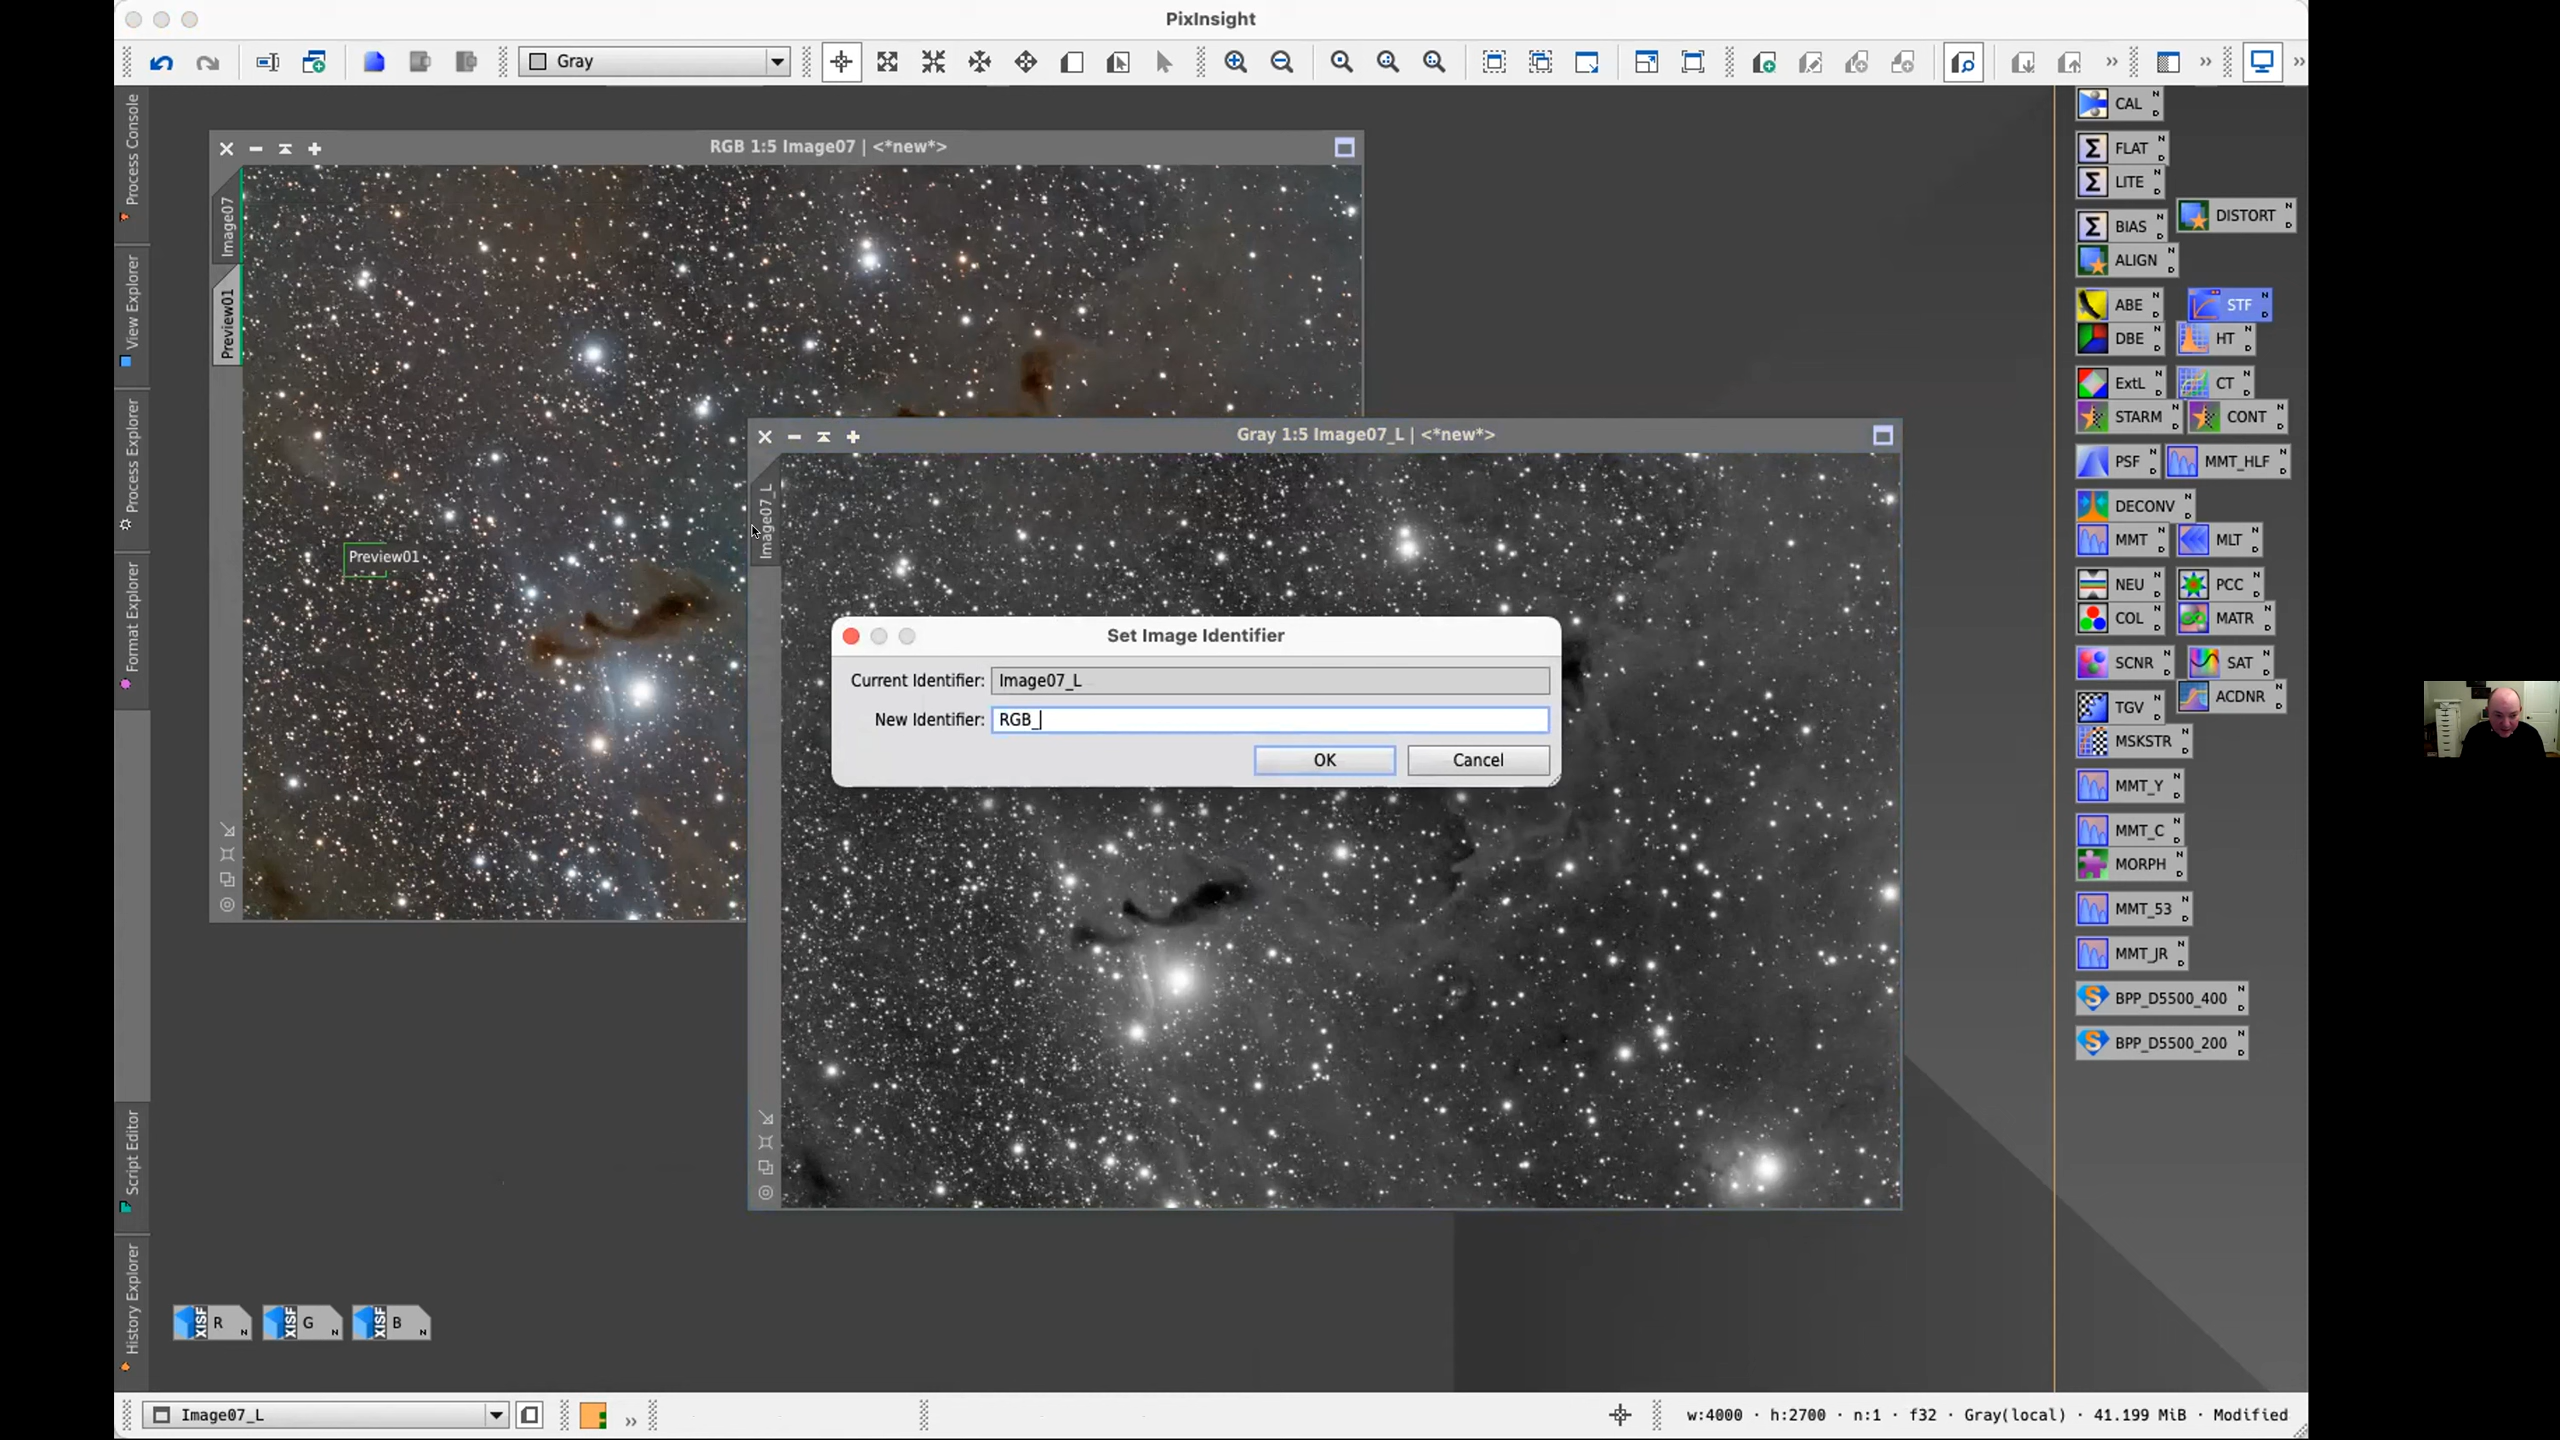 PixInsight
Gray
Process Console
View Explorer
Process Explorer
Format Explorer
Script Editor
History Explorer
RGB 1:5 Image07 | <*new*>
Image07
Preview01
Preview01
Gray 1:5 Image07_L | <*new*>
Image07_L
Set Image Identifier
Current Identifier: Image07_L
New Identifier: RGB_
OK
Cancel
CAL
FLAT
LITE
DISTORT
BIAS
ALIGN
ABE
STF
DBE
HT
ExtL
CT
STARM
CONT
PSF
MMT_HLF
DECONV
MMT
MLT
NEU
PCC
COL
MATR
SCNR
SAT
ACDNR
TGV
MSKSTR
MMT_Y
MMT_C
MORPH
MMT_53
MMT_JR
BPP_D5500_400
BPP_D5500_200
XISF R
XISF G
XISF B
Image07_L
w:4000 · h:2700 · n:1 · f32 · Gray(local) · 41.199 MiB · Modified